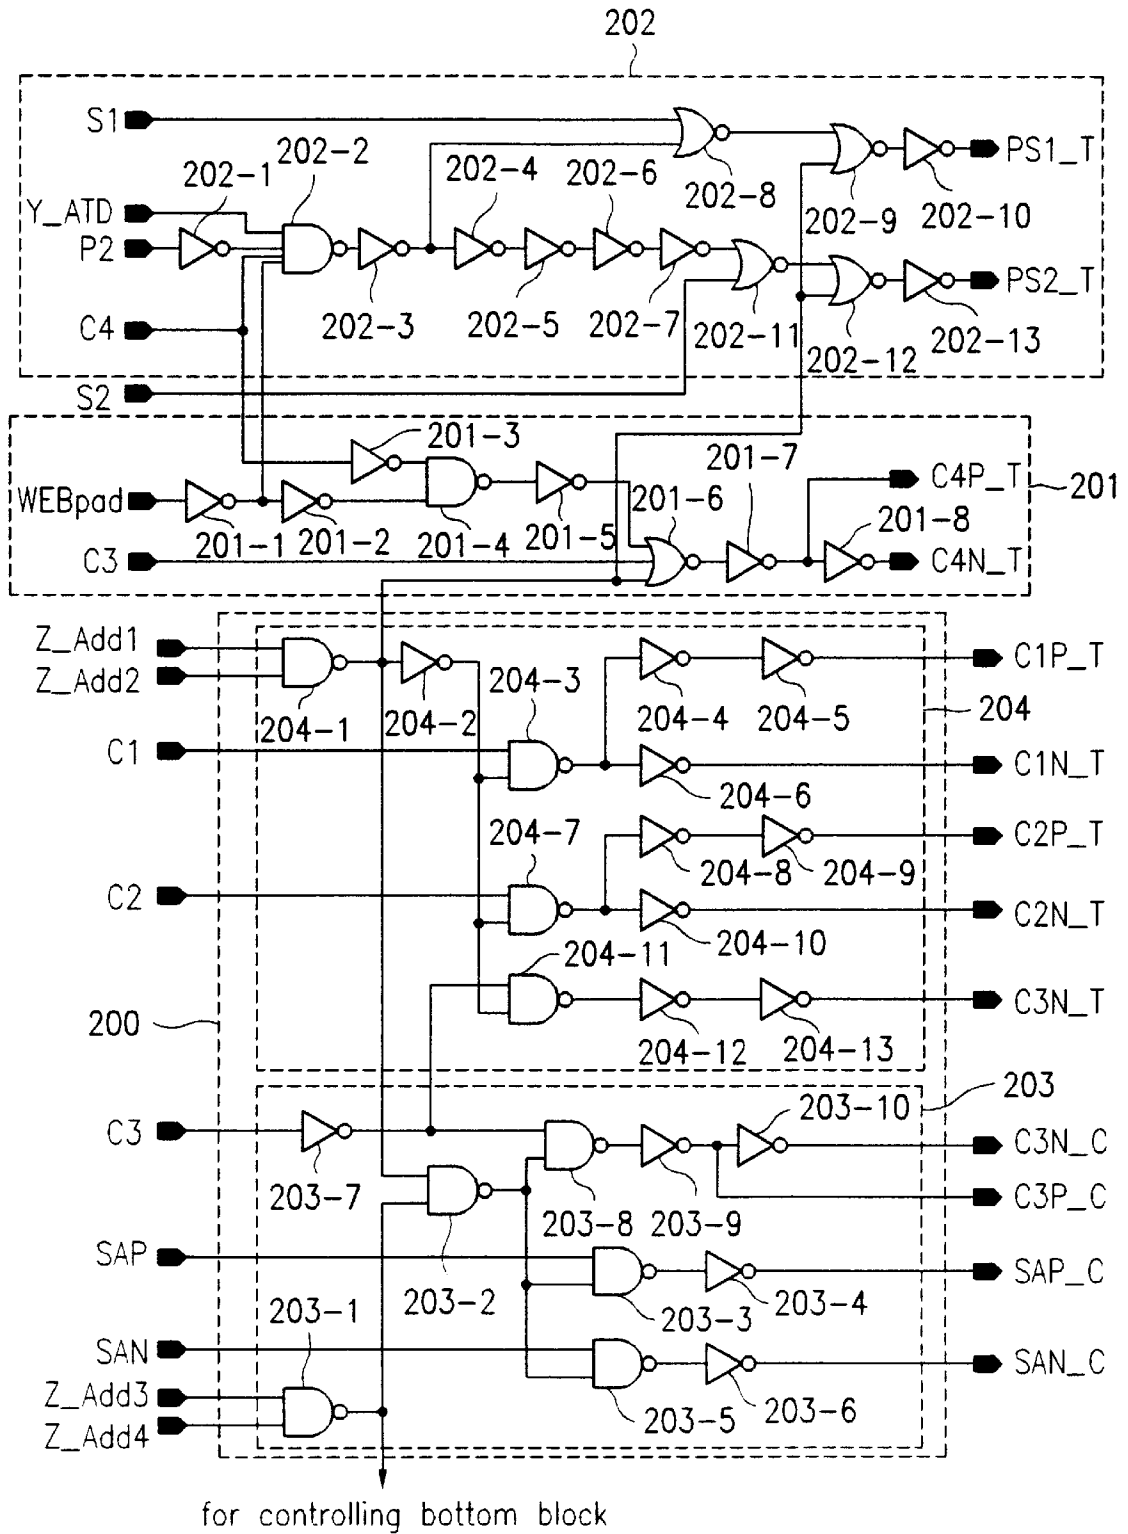 202
S1
202-2
202-1
202-4
202-6
202-8
PS1_T
Y_ATD
202-9
202-10
P2
PS2_T
C4
202-3
202-5
202-7
202-11
202-12
202-13
S2
201-3
201-7
C4P_T
201
WEBpad
201-6
201-8
201-1
201-2
201-4
201-5
C3
C4N_T
Z_Add1
Z_Add2
C1P_T
204-3
204-1
204-2
204-4
204-5
204
C1
C1N_T
204-6
204-7
C2P_T
204-8
204-9
C2
C2N_T
204-10
204-11
200
C3N_T
204-12
204-13
203
203-10
C3
C3N_C
203-7
C3P_C
203-8
203-9
SAP
SAP_C
203-2
203-1
203-3
203-4
SAN
SAN_C
Z_Add3
203-5
203-6
Z_Add4
for controlling bottom block